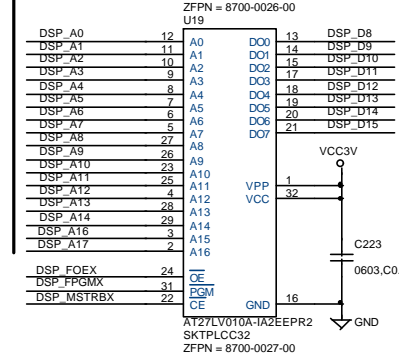 ZFPN = 8700-0026-00
U19
DSP_A0 12 A0 DO0 13 DSP_D8
DSP_A1 11 A1 DO1 14 DSP_D9
DSP_A2 10 A2 DO2 15 DSP_D10
DSP_A3 9 A3 DO3 17 DSP_D11
DSP_A4 8 A4 DO4 18 DSP_D12
DSP_A5 7 A5 DO5 19 DSP_D13
DSP_A6 6 A6 DO6 20 DSP_D14
DSP_A7 5 A7 DO7 21 DSP_D15
DSP_A8 27 A8
DSP_A9 26 A9
DSP_A10 23 A10
DSP_A11 25 A11
DSP_A12 4 A12
DSP_A13 28 A13
DSP_A14 29 A14
DSP_A16 3 A15
DSP_A17 2 A16
VCC3V
VPP 1
VCC 32
C223
0603,C0.
DSP_FOEX 24 OE
DSP_FPGMX 31 PGM
DSP_MSTRBX 22 CE
GND 16
GND
AT27LV010A-IA2EEPR2
SKTPLCC32
ZFPN = 8700-0027-00